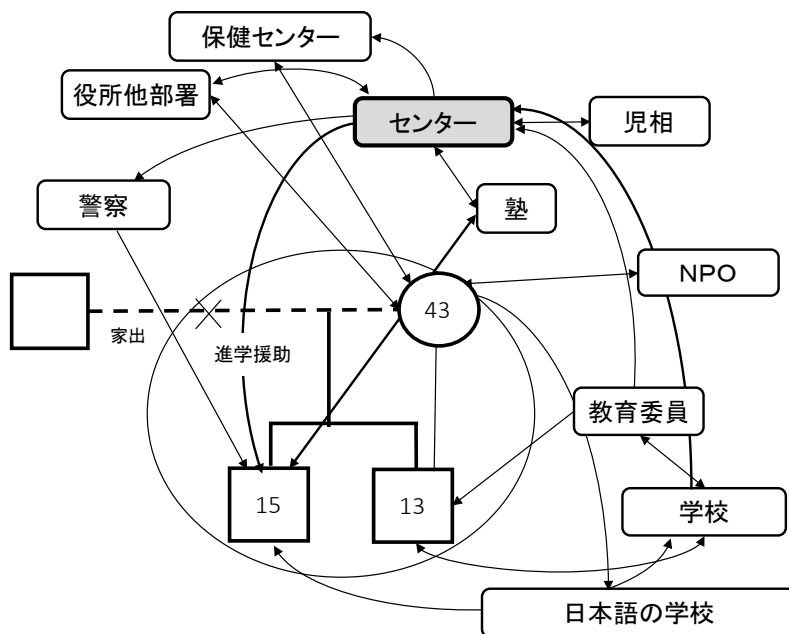 保健センター
役所他部署
センター
児相
警察
塾
NPO
43
家出
進学援助
教育委員
15
13
学校
日本語の学校